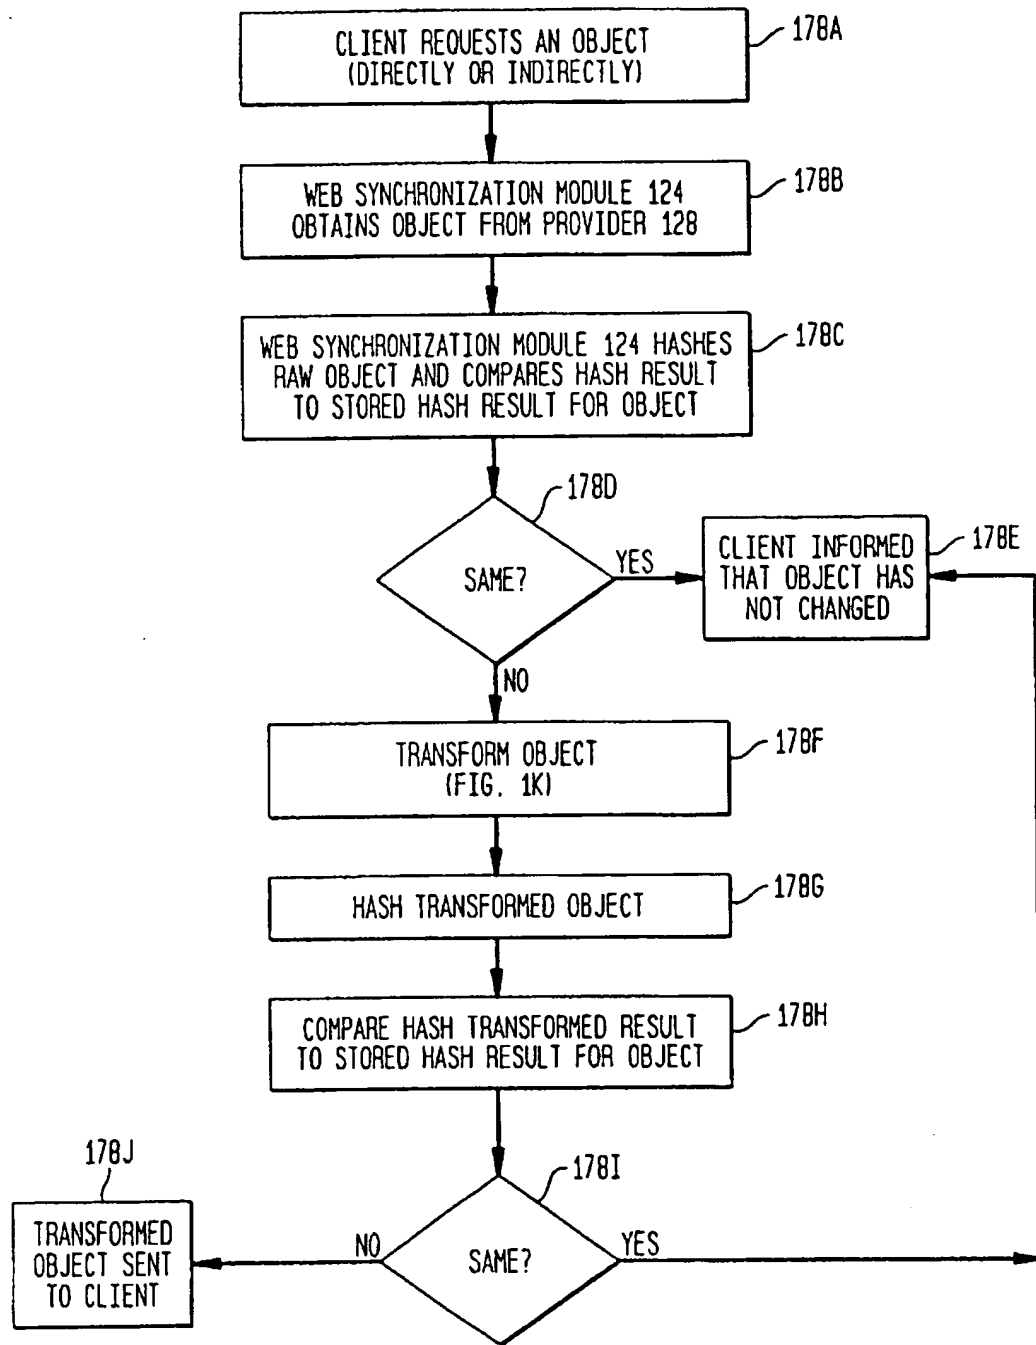 CLIENT REQUESTS AN OBJECT
(DIRECTLY OR INDIRECTLY)
178A
WEB SYNCHRONIZATION MODULE 124
OBTAINS OBJECT FROM PROVIDER 128
178B
WEB SYNCHRONIZATION MODULE 124 HASHES
RAW OBJECT AND COMPARES HASH RESULT
TO STORED HASH RESULT FOR OBJECT
178C
178D
SAME?
YES
CLIENT INFORMED
THAT OBJECT HAS
NOT CHANGED
178E
NO
TRANSFORM OBJECT
(FIG. 1K)
178F
HASH TRANSFORMED OBJECT
178G
COMPARE HASH TRANSFORMED RESULT
TO STORED HASH RESULT FOR OBJECT
178H
178I
SAME?
YES
NO
178J
TRANSFORMED
OBJECT SENT
TO CLIENT